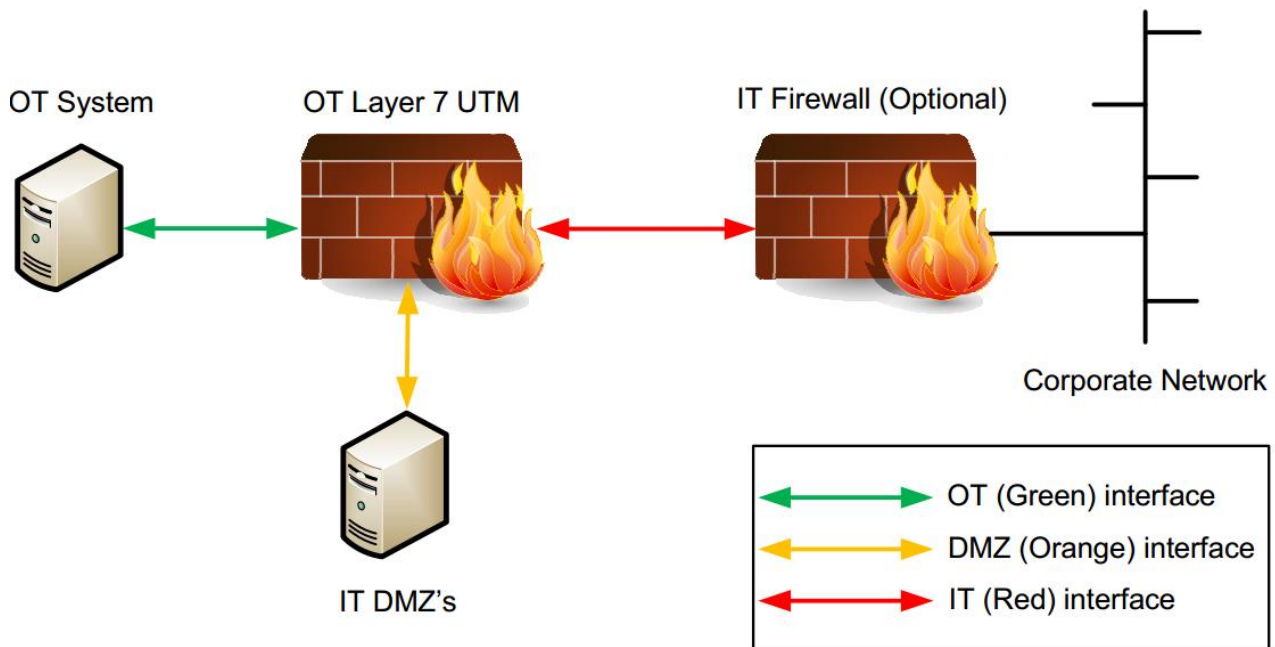 OT System
OT Layer 7 UTM
IT Firewall (Optional)
Corporate Network
IT DMZ's
OT (Green) interface
DMZ (Orange) interface
IT (Red) interface